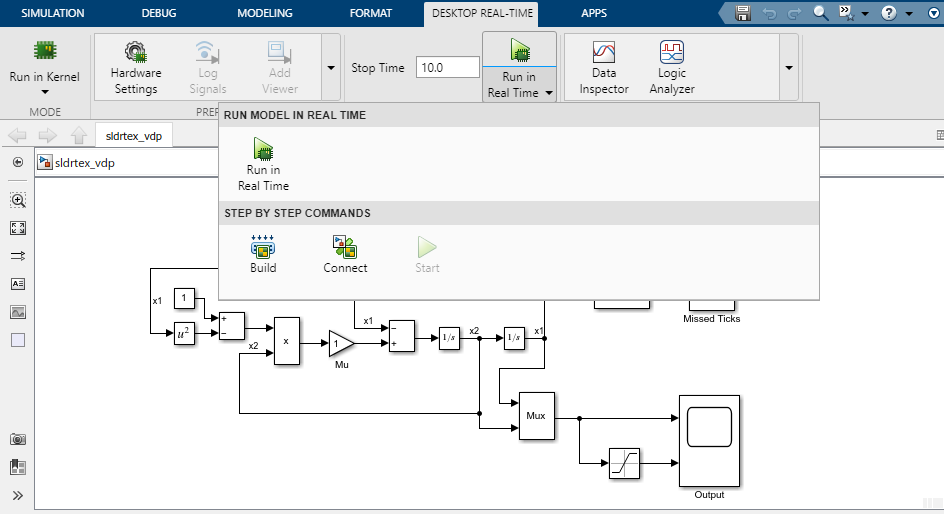 SIMULATION DEBUG MODELING FORMAT DESKTOP REAL-TIME APPS
?
Run in Kernel
MODE
Hardware
Settings
Log
Signals
Add
Viewer
PREP
Stop Time 10.0
Run in
Real Time
Data
Inspector
Logic
Analyzer
RUN MODEL IN REAL TIME
Run in
Real Time
STEP BY STEP COMMANDS
Build Connect Start
sldrtex_vdp
sldrtex_vdp
AΞ
x1
1
u²
+
−
x2
x
1
Mu
x1
−
+
1/s
x2
1/s
x1
Missed Ticks
Mux
Output